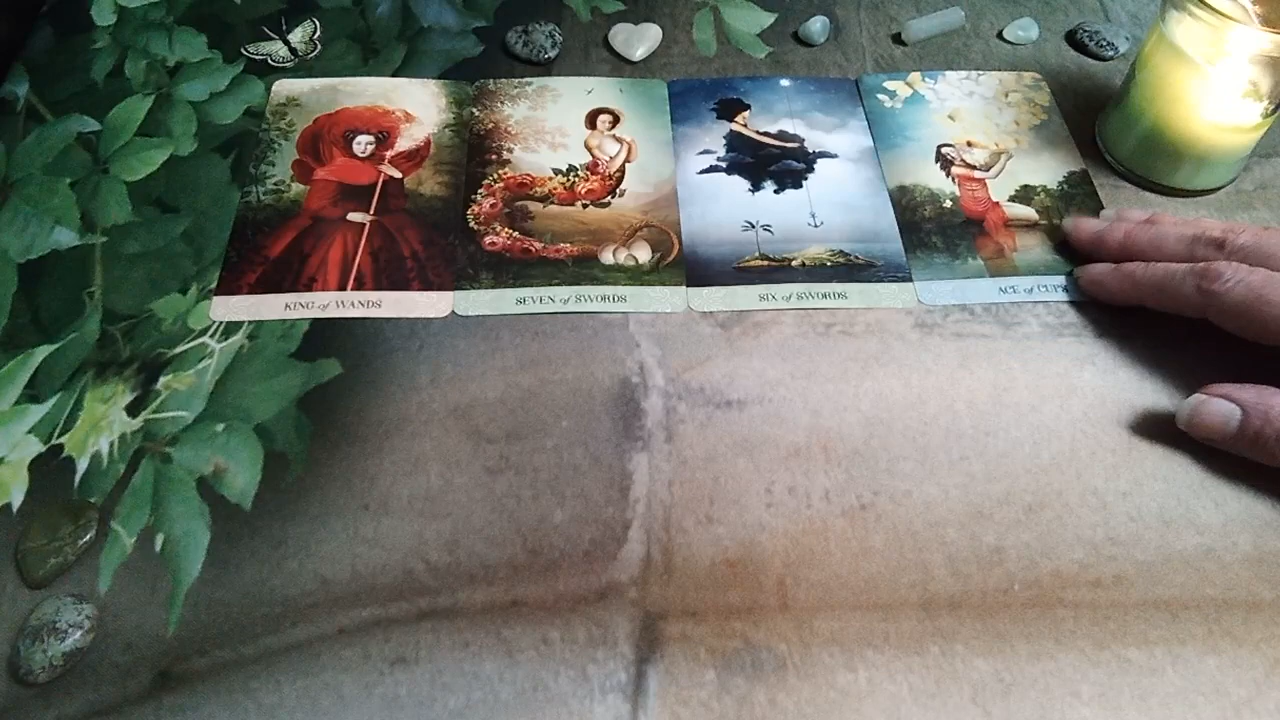 KING of WANDS
SEVEN of SWORDS
SIX of SWORDS
ACE of CUPS